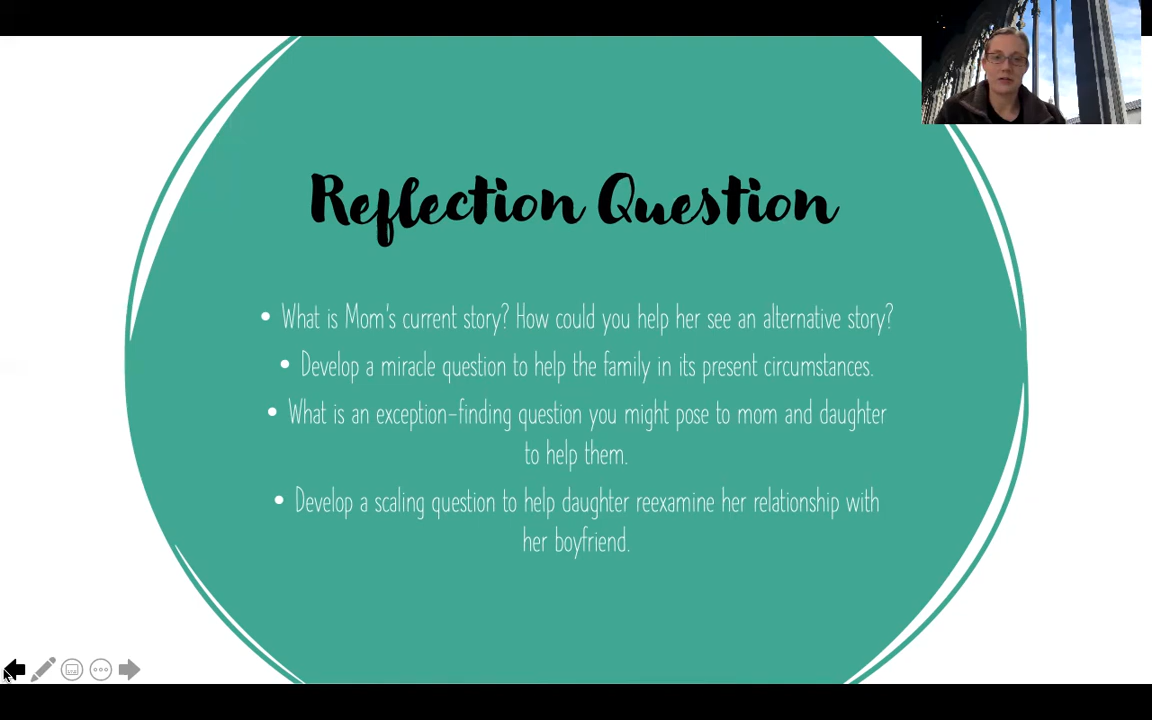 Reflection Question
• What is Mom's current story? How could you help her see an alternative story?
• Develop a miracle question to help the family in its present circumstances.
• What is an exception-finding question you might pose to mom and daughter
to help them.
• Develop a scaling question to help daughter reexamine her relationship with
her boyfriend.